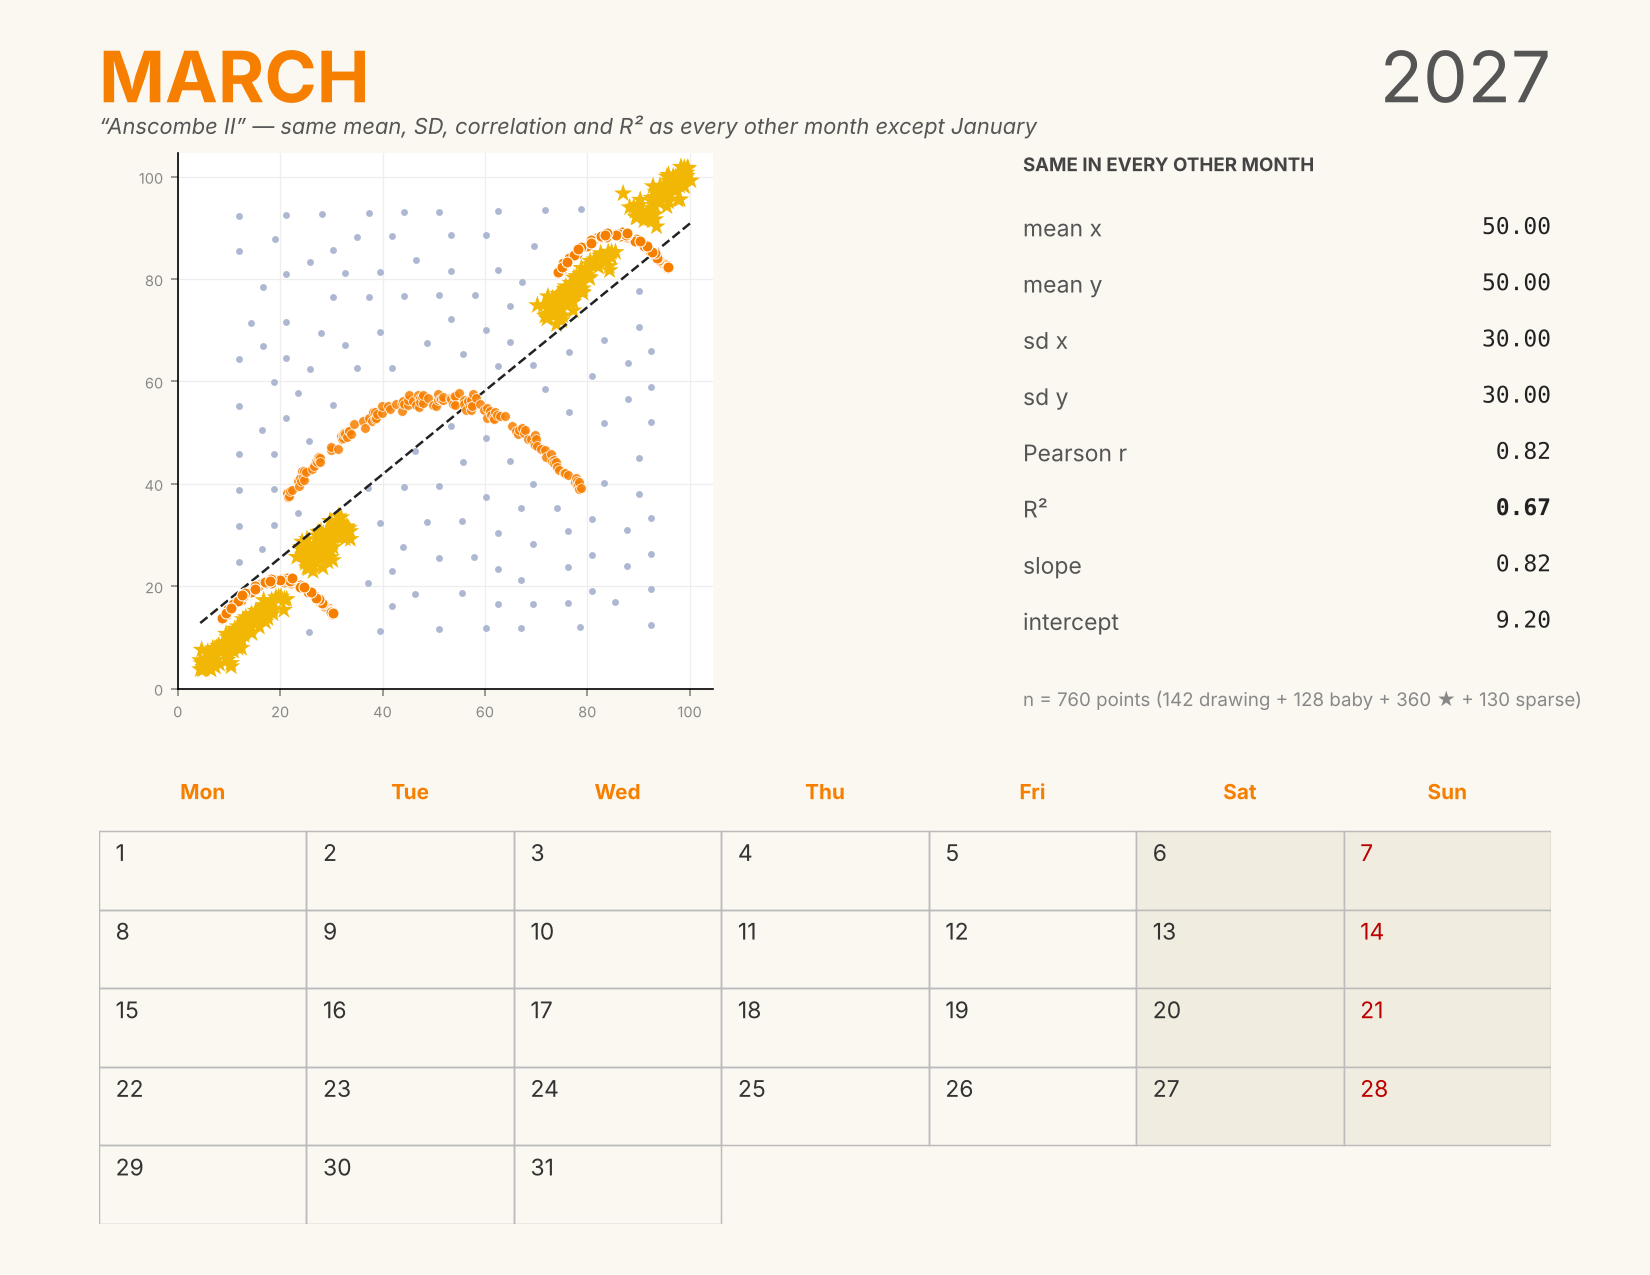 MARCH 2027
“Anscombe II” — same mean, SD, correlation and R² as every other month except January
100
80
60
40
20
0
0 20 40 60 80 100
SAME IN EVERY OTHER MONTH
mean x 50.00
mean y 50.00
sd x 30.00
sd y 30.00
Pearson r 0.82
R² 0.67
slope 0.82
intercept 9.20
n = 760 points (142 drawing + 128 baby + 360 ★ + 130 sparse)
Mon Tue Wed Thu Fri Sat Sun
1 2 3 4 5 6 7
8 9 10 11 12 13 14
15 16 17 18 19 20 21
22 23 24 25 26 27 28
29 30 31